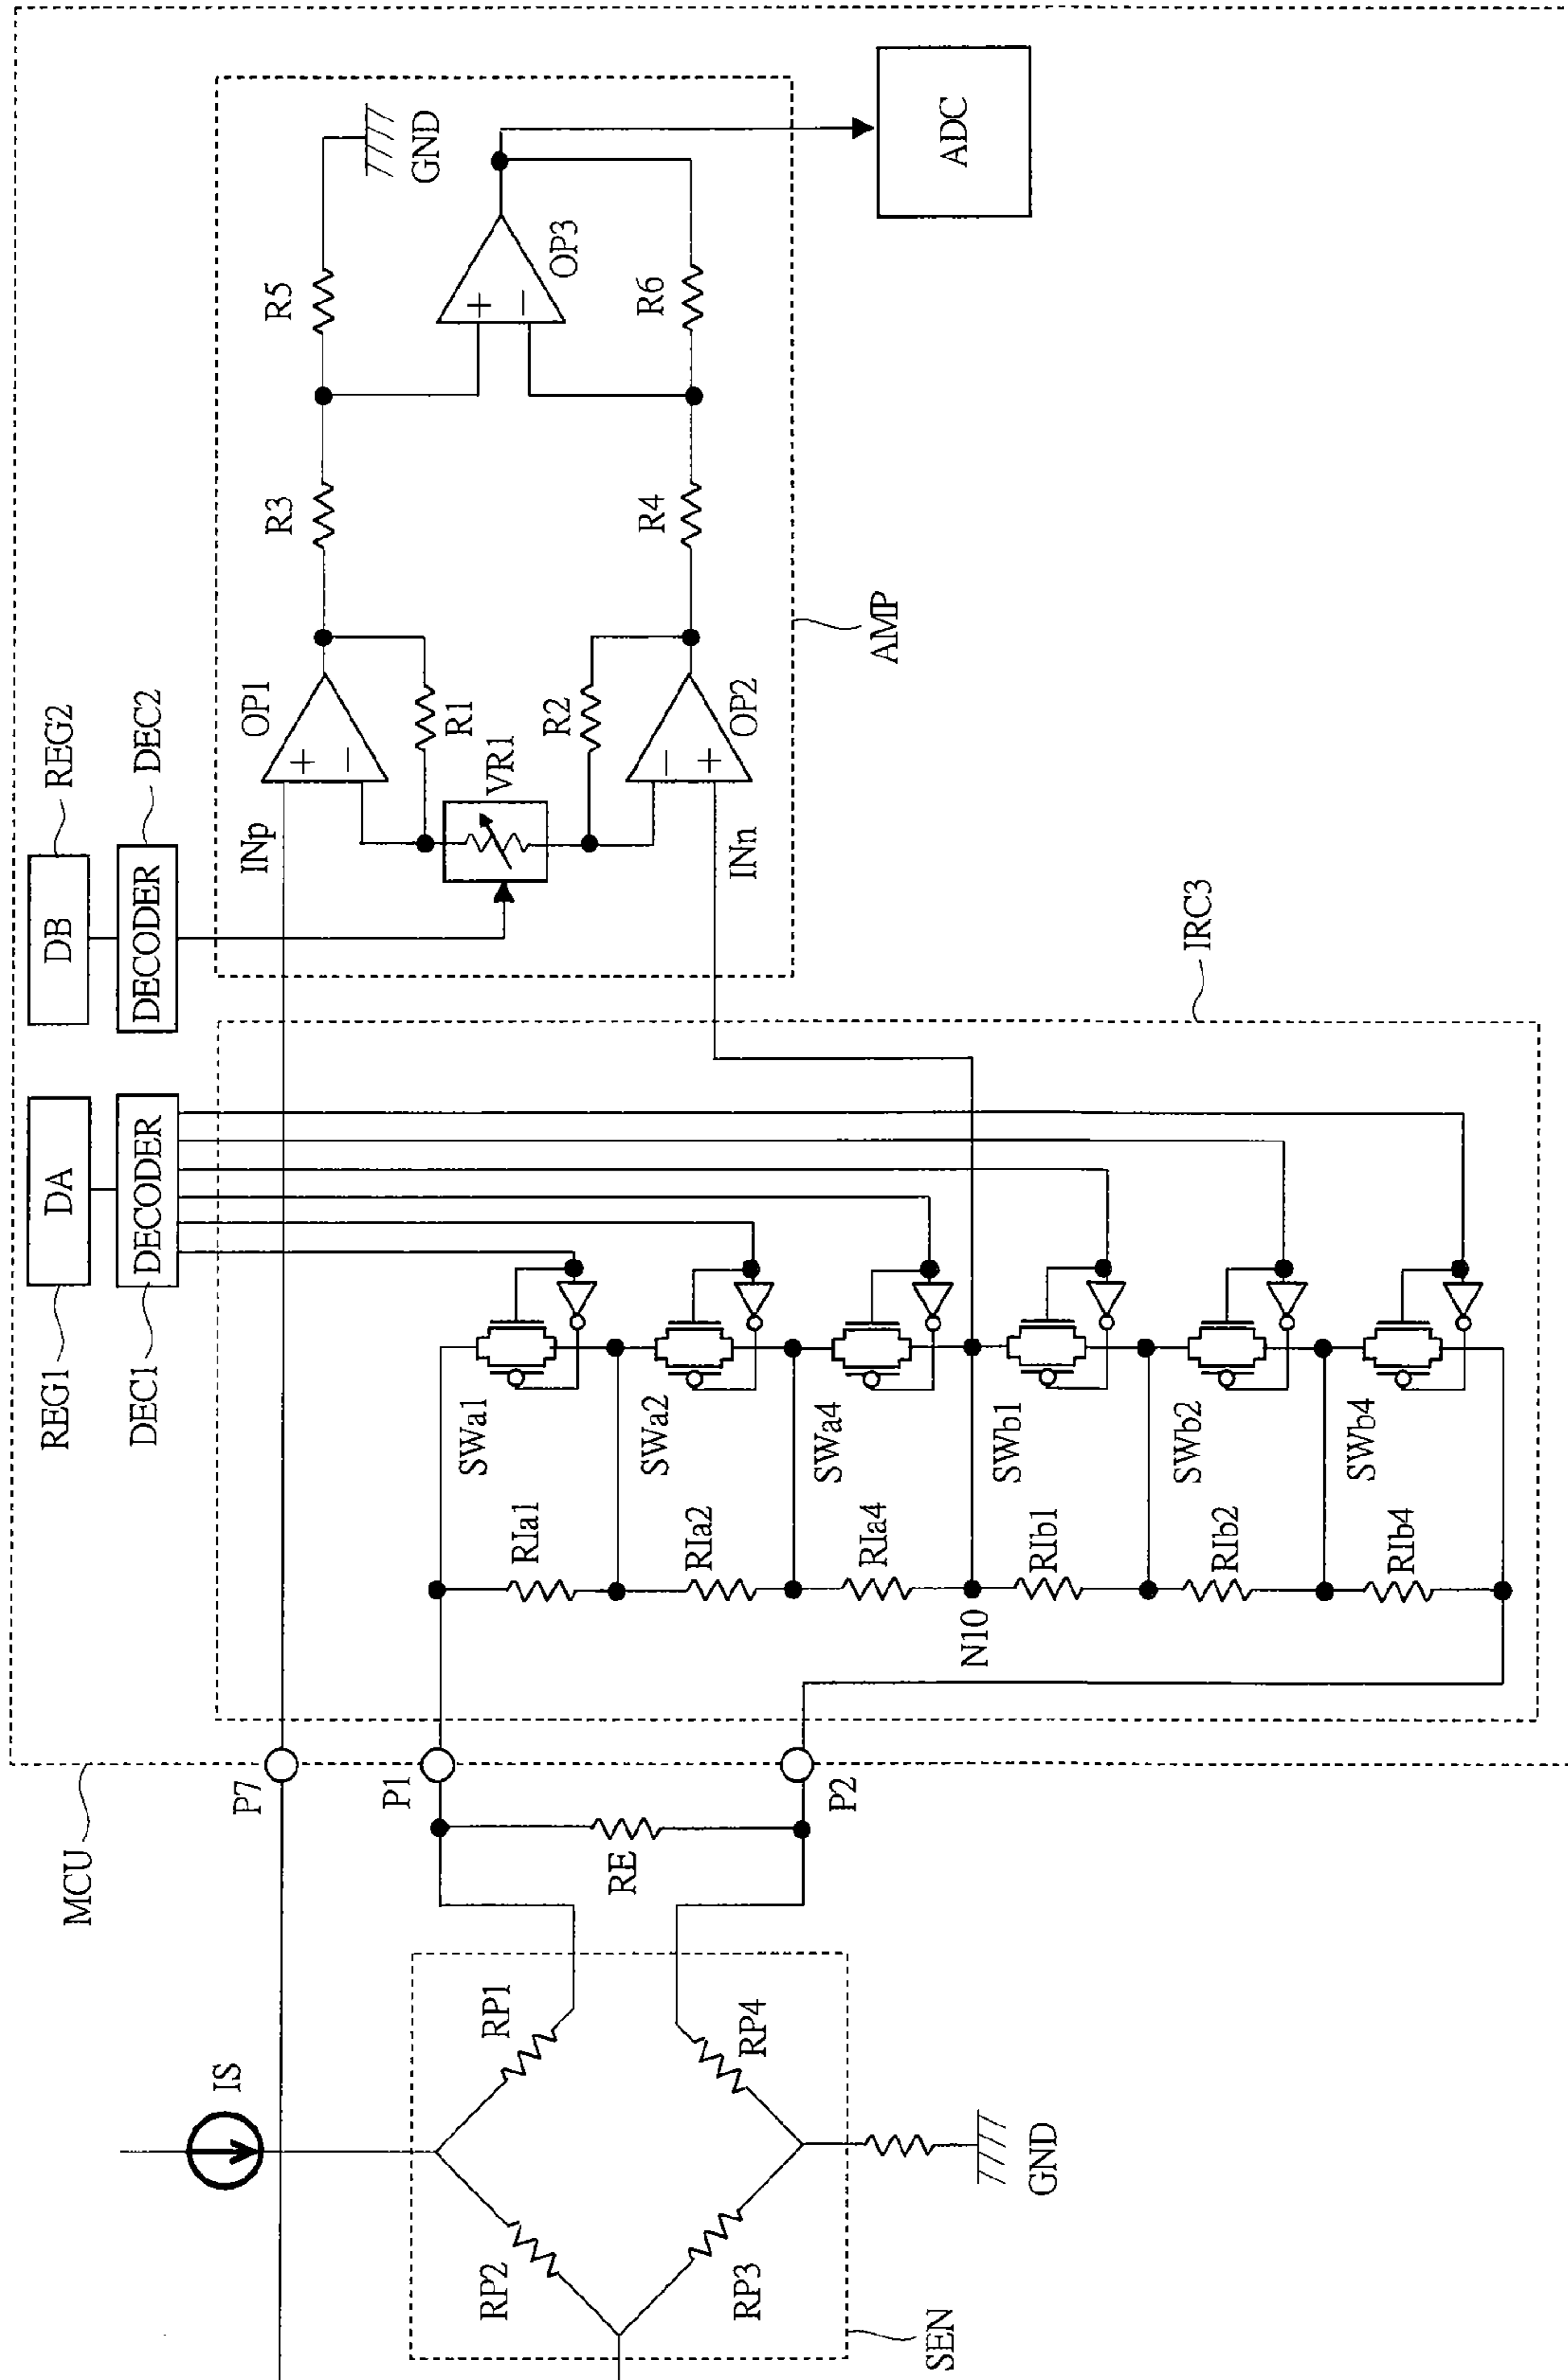 MCU
REG1
DA
DEC1
DECODER
REG2
DB
DEC2
DECODER
IS
P7
P1
P2
RE
SEN
RP1
RP2
RP3
RP4
GND
N10
RIa1
RIa2
RIa4
RIb1
RIb2
RIb4
SWa1
SWa2
SWa4
SWb1
SWb2
SWb4
IRC3
INp
INn
OP1
+
−
R1
VR1
R2
OP2
−
+
R3
R4
R5
R6
GND
OP3
+
−
AMP
ADC